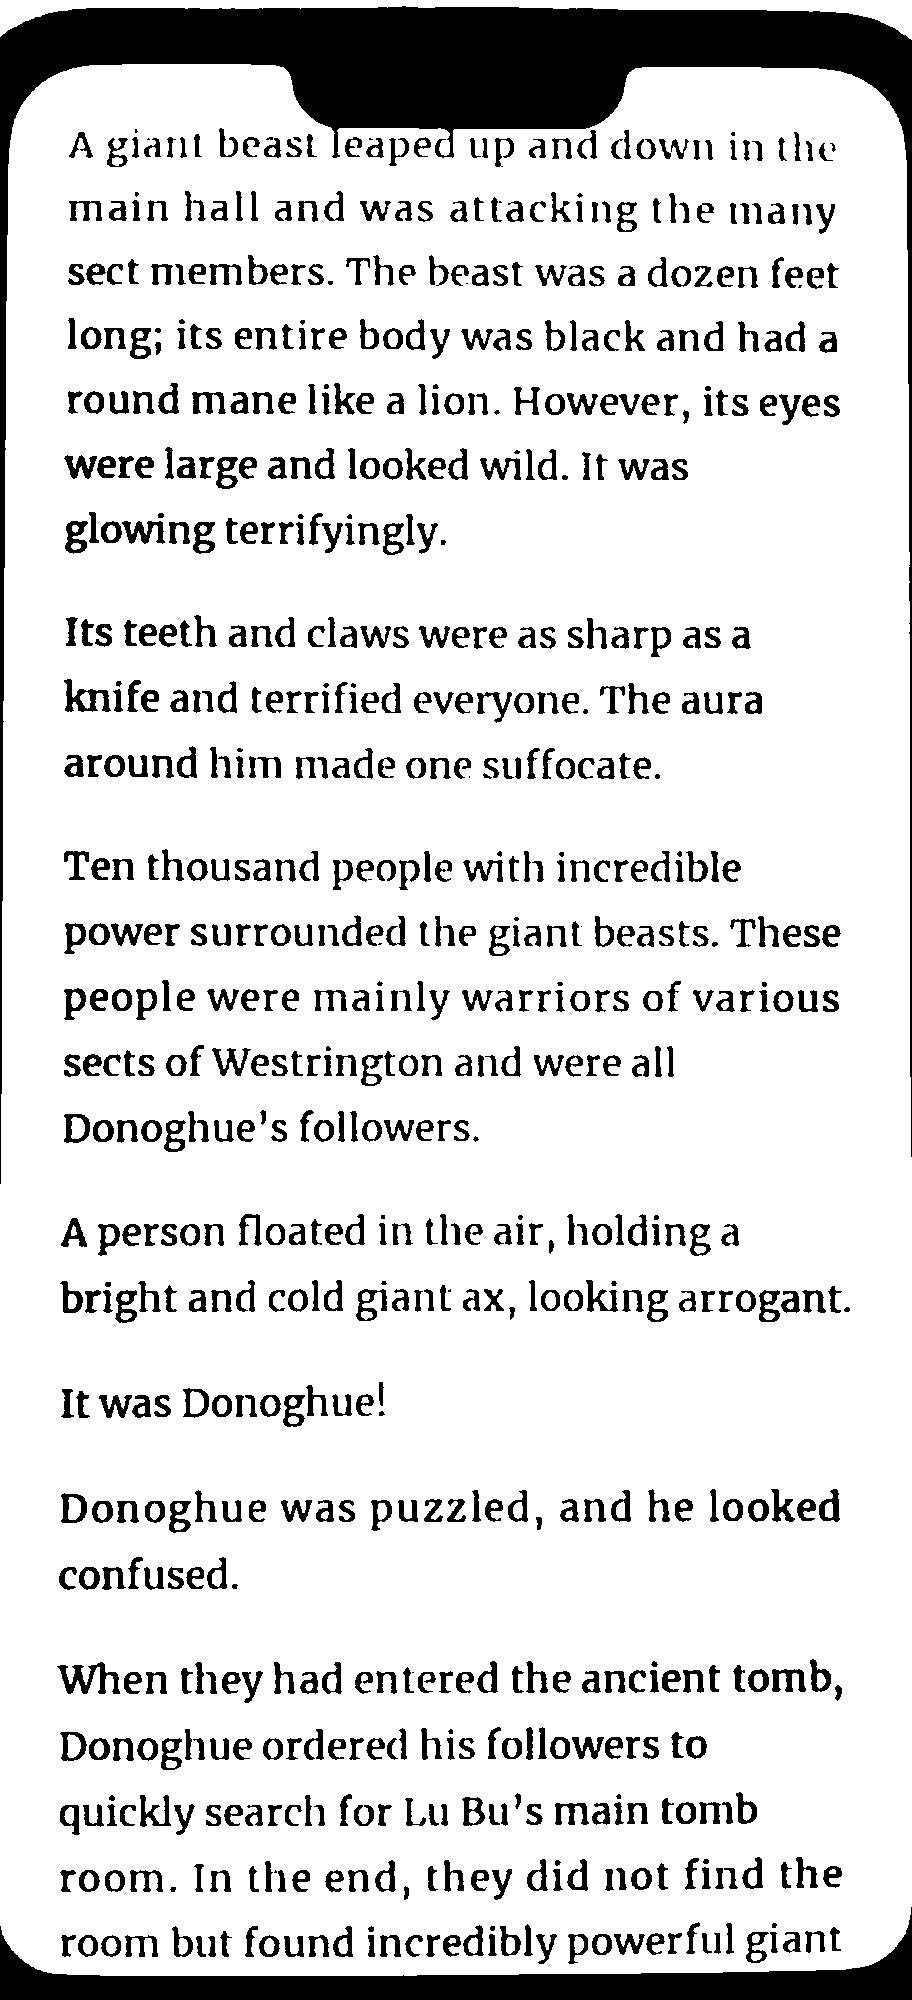 A giant beast leaped up and down in the
main hall and was attacking the many
sect members. The beast was a dozen feet
long; its entire body was black and had a
round mane like a lion. However, its eyes
were large and looked wild. It was
glowing terrifyingly.
Its teeth and claws were as sharp as a
knife and terrified everyone. The aura
around him made one suffocate.
Ten thousand people with incredible
power surrounded the giant beasts. These
people were mainly warriors of various
sects of Westrington and were all
Donoghue's followers.
A person floated in the air, holding a
bright and cold giant ax, looking arrogant.
It was Donoghue!
Donoghue was puzzled, and he looked
confused.
When they had entered the ancient tomb,
Donoghue ordered his followers to
quickly search for Lu Bu's main tomb
room. In the end, they did not find the
room but found incredibly powerful giant